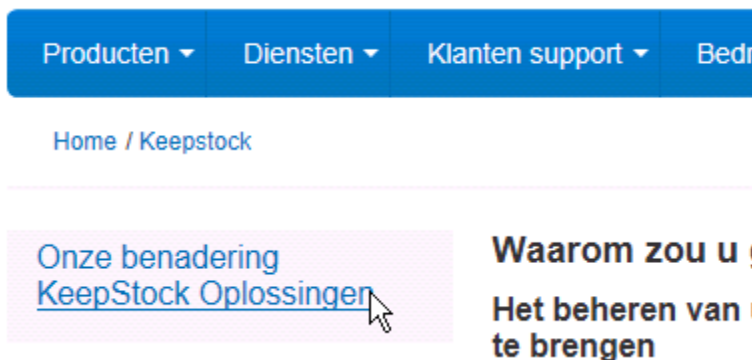 Producten Diensten Klanten support
Home / Keepstock
Onze benadering
KeepStock Oplossingen
Waarom zou u
Het beheren van
te brengen